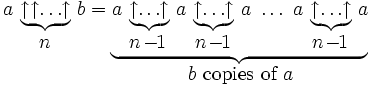 a ↑↑...↑ b = a ↑...↑ a ↑...↑ a ... a ↑...↑ a
n n−1 n−1 n−1
b copies of a